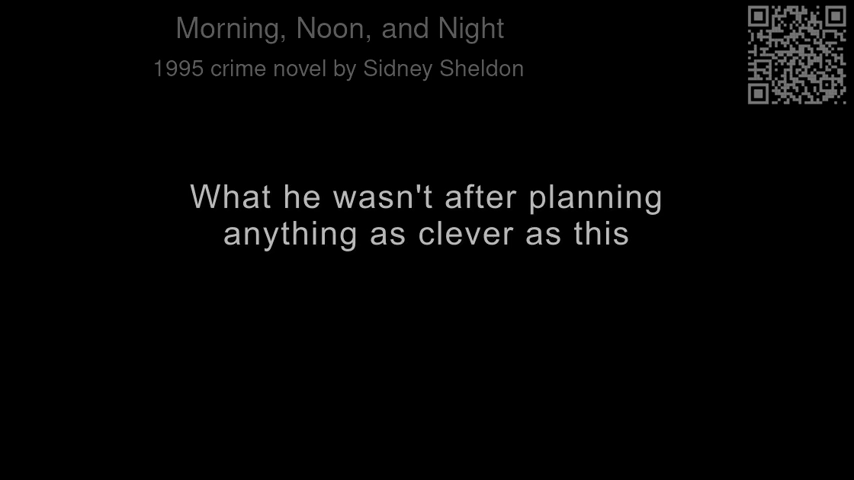 Morning, Noon, and Night
1995 crime novel by Sidney Sheldon
What he wasn't after planning
anything as clever as this